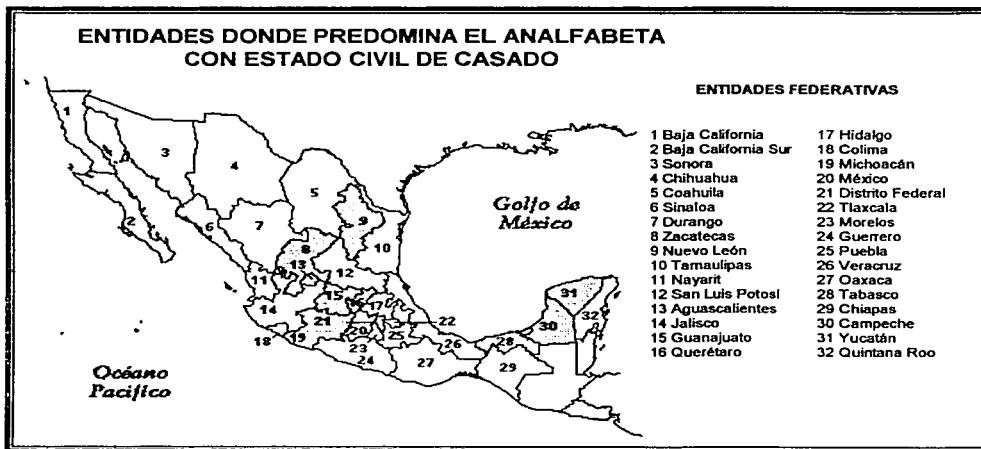 ENTIDADES DONDE PREDOMINA EL ANALFABETA
CON ESTADO CIVIL DE CASADO
ENTIDADES FEDERATIVAS
1 Baja California
2 Baja California Sur
3 Sonora
4 Chihuahua
5 Coahuila
6 Sinaloa
7 Durango
8 Zacatecas
9 Nuevo León
10 Tamaulipas
11 Nayarit
12 San Luis Potosí
13 Aguascalientes
14 Jalisco
15 Guanajuato
16 Querétaro
17 Hidalgo
18 Colima
19 Michoacán
20 México
21 Distrito Federal
22 Tlaxcala
23 Morelos
24 Guerrero
25 Puebla
26 Veracruz
27 Oaxaca
28 Tabasco
29 Chiapas
30 Campeche
31 Yucatán
32 Quintana Roo
Golfo de
México
Océano
Pacífico
1
3
4
5
9
2
6
7
10
8
13
12
11
14
15
16
17
31
32
30
21
22
18
19
20
25
26
28
23
24
27
29